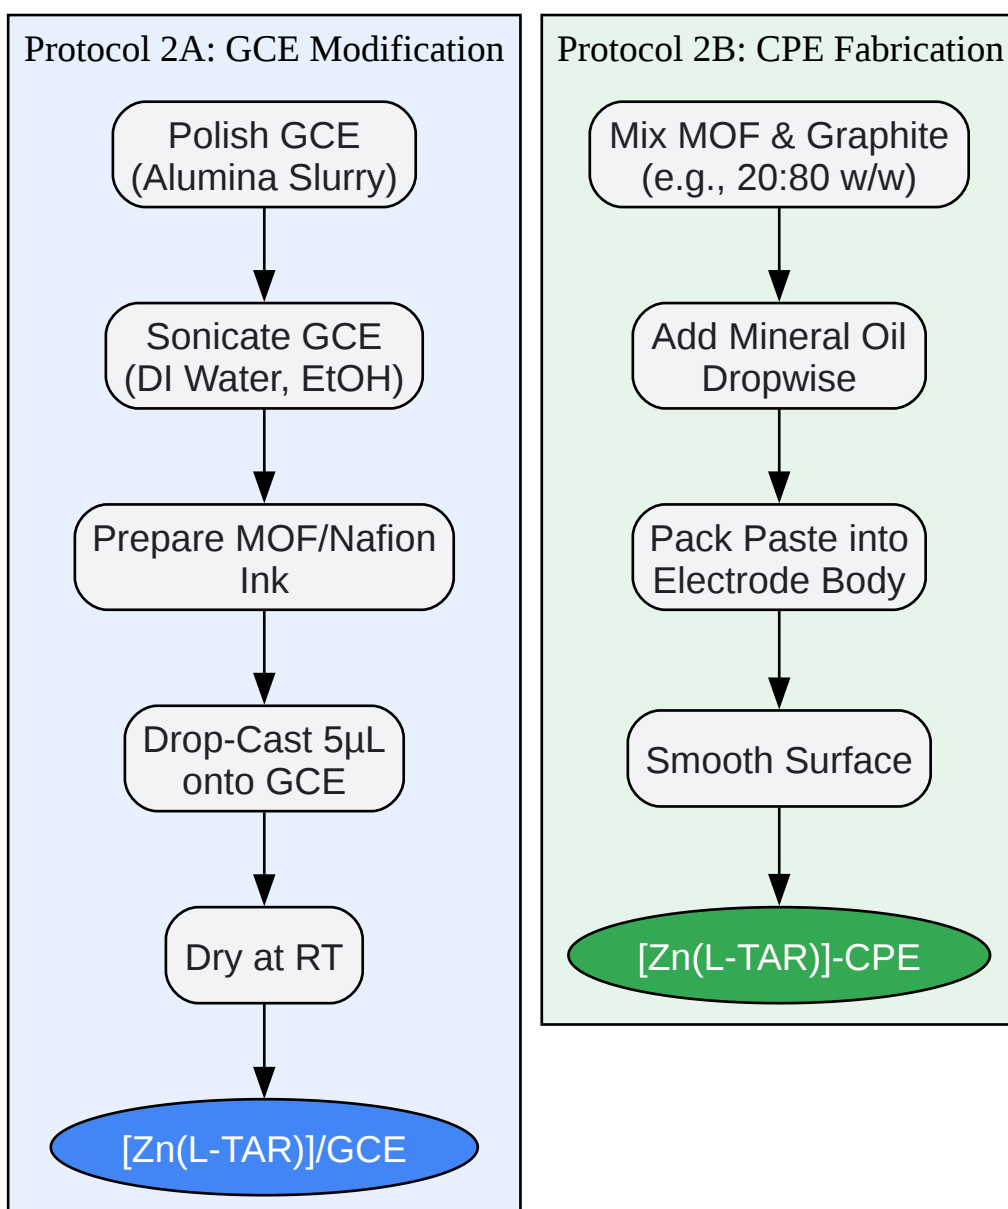 Protocol 2A: GCE Modification
Polish GCE
(Alumina Slurry)
Sonicate GCE
(DI Water, EtOH)
Prepare MOF/Nafion
Ink
Drop-Cast 5µL
onto GCE
Dry at RT
[Zn(L-TAR)]/GCE
Protocol 2B: CPE Fabrication
Mix MOF & Graphite
(e.g., 20:80 w/w)
Add Mineral Oil
Dropwise
Pack Paste into
Electrode Body
Smooth Surface
[Zn(L-TAR)]-CPE